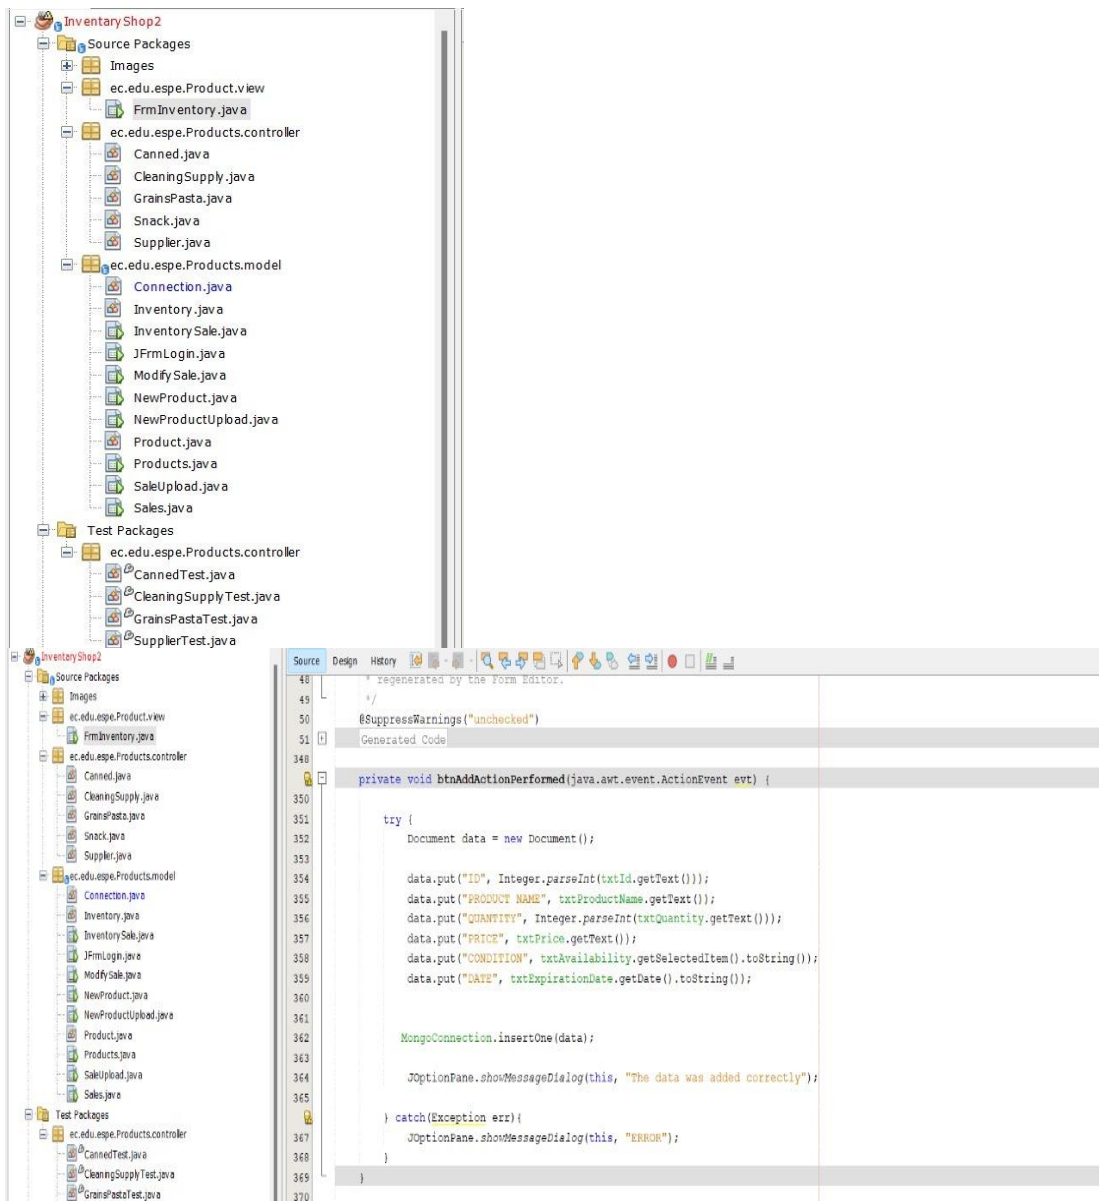 InventaryShop2
Source Packages
Images
ec.edu.espe.Product.view
FrmInventory.java
ec.edu.espe.Products.controller
Canned.java
CleaningSupply.java
GrainsPasta.java
Snack.java
Supplier.java
ec.edu.espe.Products.model
Connection.java
Inventory.java
InventorySale.java
JFrmLogin.java
ModifySale.java
NewProduct.java
NewProductUpload.java
Product.java
Products.java
SaleUpload.java
Sales.java
Test Packages
ec.edu.espe.Products.controller
CannedTest.java
CleaningSupplyTest.java
GrainsPastaTest.java
SupplierTest.java
InventaryShop2
Source Packages
Images
ec.edu.espe.Product.view
FrmInventory.java
ec.edu.espe.Products.controller
Canned.java
CleaningSupply.java
GrainsPasta.java
Snack.java
Supplier.java
ec.edu.espe.Products.model
Connection.java
Inventory.java
InventorySale.java
JFrmLogin.java
ModifySale.java
NewProduct.java
NewProductUpload.java
Product.java
Products.java
SaleUpload.java
Sales.java
Test Packages
ec.edu.espe.Products.controller
CannedTest.java
CleaningSupplyTest.java
GrainsPastaTest.java
Source Design History
48 * regenerated by the Form Editor.
49 */
50 @SuppressWarnings("unchecked")
51 Generated Code
348
private void btnAddActionPerformed(java.awt.event.ActionEvent evt) {
350
351 try {
352 Document data = new Document();
353
354 data.put("ID", Integer.parseInt(txtId.getText()));
355 data.put("PRODUCT NAME", txtProductName.getText());
356 data.put("QUANTITY", Integer.parseInt(txtQuantity.getText()));
357 data.put("PRICE", txtPrice.getText());
358 data.put("CONDITION", txtAvailability.getSelectedItem().toString());
359 data.put("DATE", txtExpirationDate.getDate().toString());
360
361
362 MongoConnection.insertOne(data);
363
364 JOptionPane.showMessageDialog(this, "The data was added correctly");
365
} catch(Exception err){
367 JOptionPane.showMessageDialog(this, "ERROR");
368 }
369 }
370